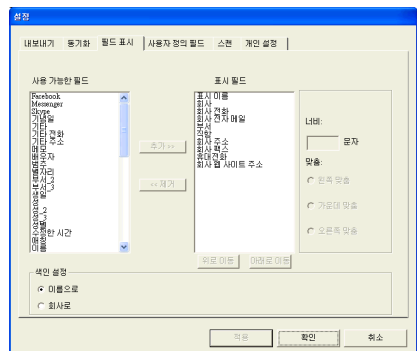 설정
내보내기 동기화 필드 표시 사용자 정의 필드 스캔 개인 설정
사용 가능한 필드
Facebook
Messenger
Skype
기념일
기타
기타 전화
기타 주소
메모
배우자
범주
별자리
부서_2
부서_3
생일
성
성_2
성_3
성별
수정한 시간
애칭
이름
추가 >>
<< 제거
표시 필드
표시 이름
회사
회사 전화
회사 전자 메일
부서
직함
회사 주소
회사 팩스
휴대전화
회사 웹 사이트 주소
위로 이동 아래로 이동
너비:
문자
맞춤:
왼쪽 맞춤
가운데 맞춤
오른쪽 맞춤
색인 설정
이름으로
회사로
적용 확인 취소